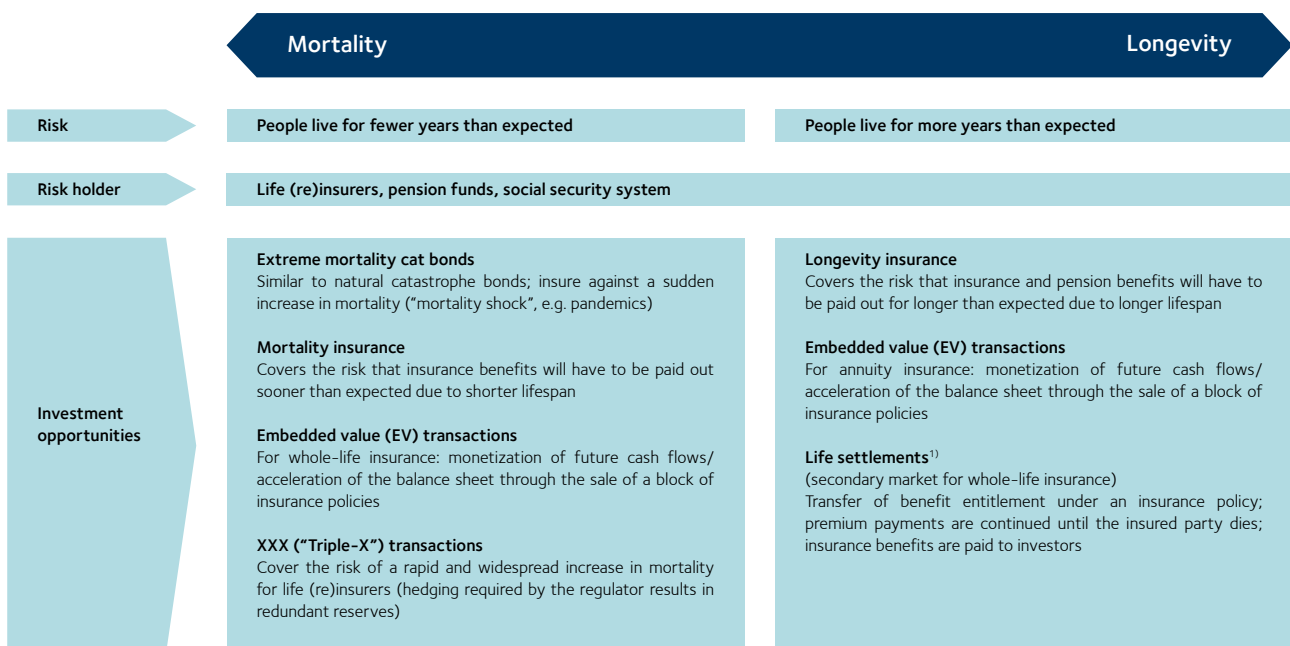 Mortality
Longevity
Risk
People live for fewer years than expected
People live for more years than expected
Risk holder
Life (re)insurers, pension funds, social security system
Investment
opportunities
Extreme mortality cat bonds
Similar to natural catastrophe bonds; insure against a sudden
increase in mortality (“mortality shock”, e.g. pandemics)
Mortality insurance
Covers the risk that insurance benefits will have to be paid out
sooner than expected due to shorter lifespan
Embedded value (EV) transactions
For whole-life insurance: monetization of future cash flows/
acceleration of the balance sheet through the sale of a block of
insurance policies
XXX (“Triple-X”) transactions
Cover the risk of a rapid and widespread increase in mortality
for life (re)insurers (hedging required by the regulator results in
redundant reserves)
Longevity insurance
Covers the risk that insurance and pension benefits will have to
be paid out for longer than expected due to longer lifespan
Embedded value (EV) transactions
For annuity insurance: monetization of future cash flows/
acceleration of the balance sheet through the sale of a block of
insurance policies
Life settlements1)
(secondary market for whole-life insurance)
Transfer of benefit entitlement under an insurance policy;
premium payments are continued until the insured party dies;
insurance benefits are paid to investors